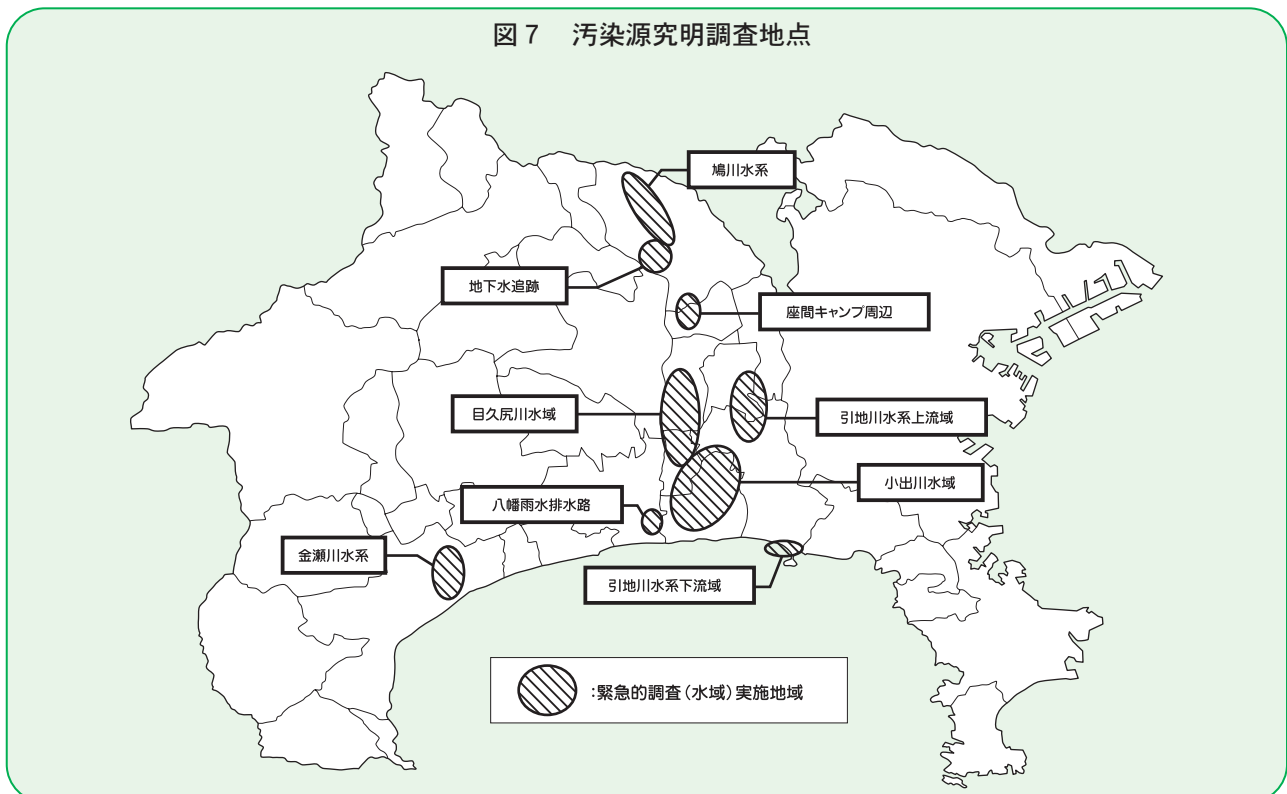 図7 汚染源究明調査地点
鳩川水系
地下水追跡
座間キャンプ周辺
目久尻川水域
引地川水系上流域
小出川水域
八幡雨水排水路
金瀬川水系
引地川水系下流域
:緊急的調査(水域)実施地域